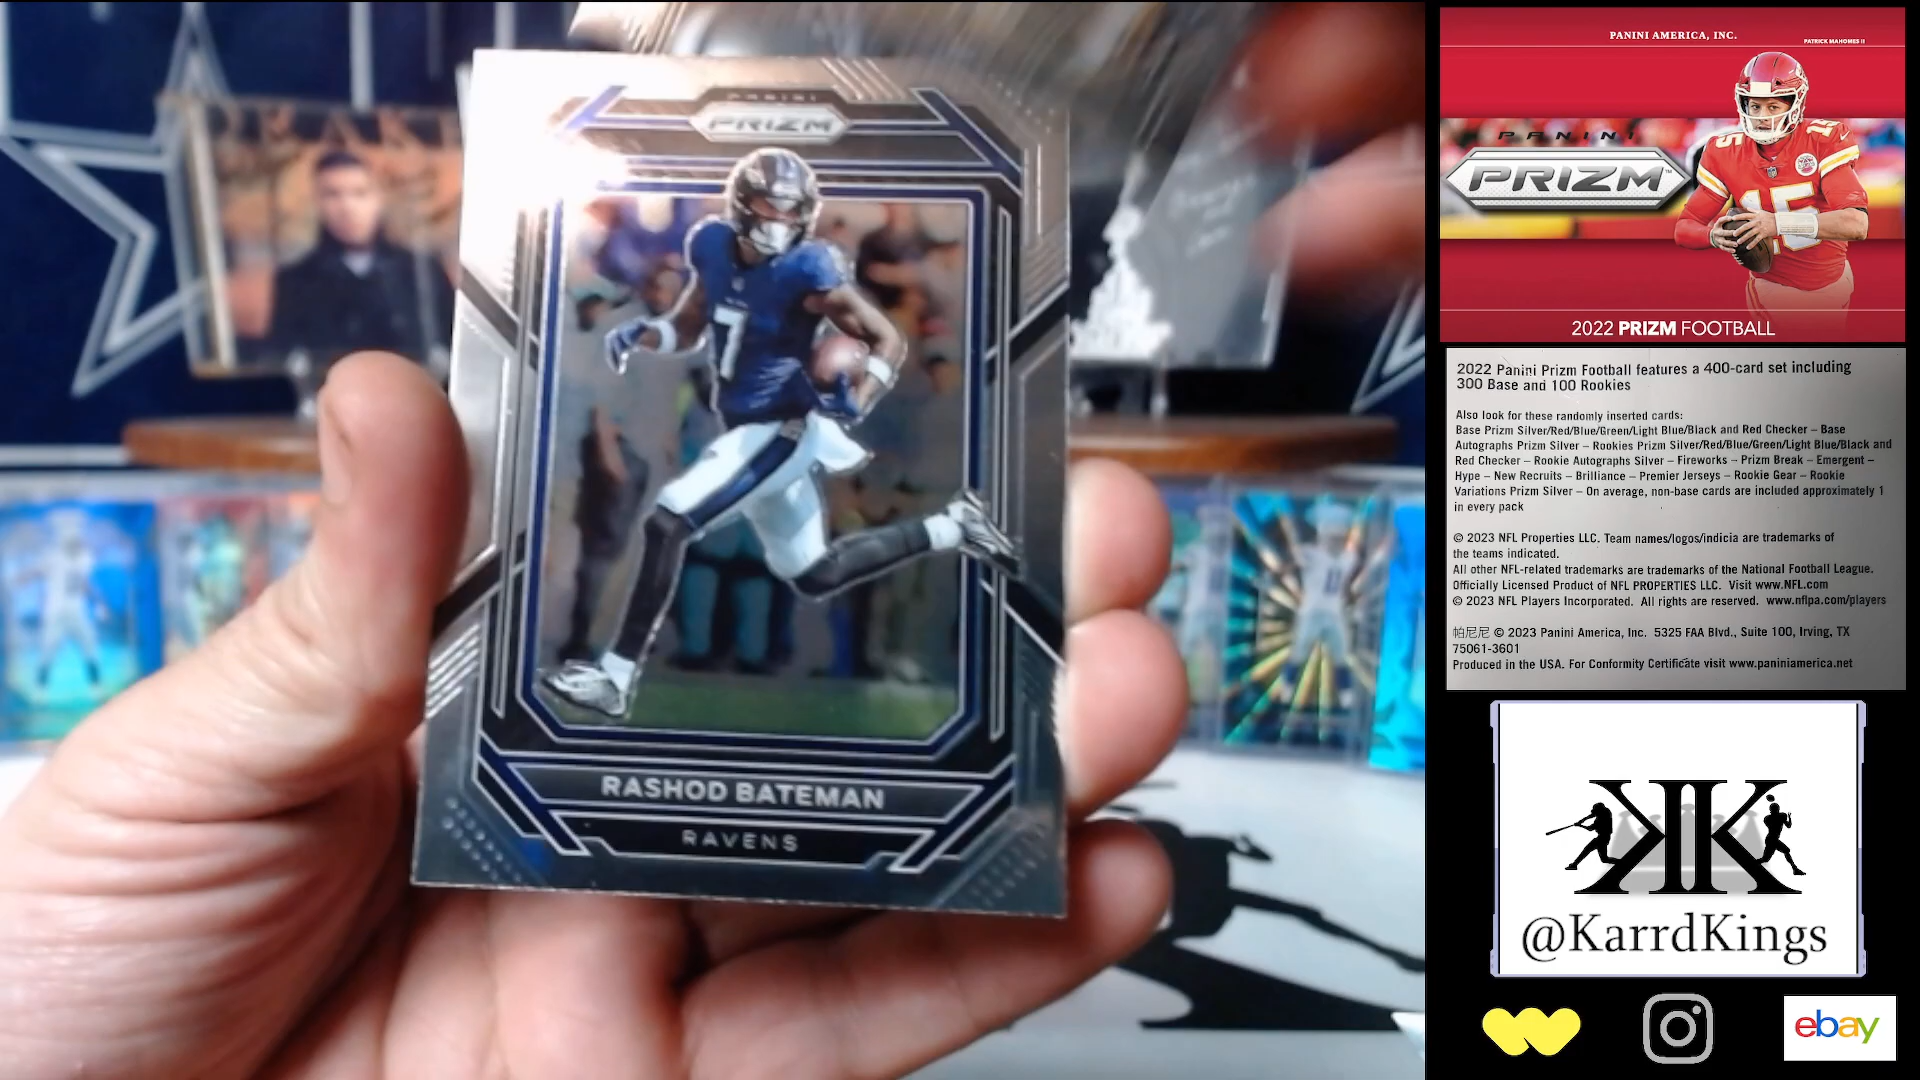 PANINI
PRIZM
7
RASHOD BATEMAN
RAVENS
PANINI AMERICA, INC.
PATRICK MAHOMES II
PANINI
PRIZM™
15
15
2022 PRIZM FOOTBALL
2022 Panini Prizm Football features a 400-card set including
300 Base and 100 Rookies
Also look for these randomly inserted cards:
Base Prizm Silver/Red/Blue/Green/Light Blue/Black and Red Checker – Base
Autographs Prizm Silver – Rookies Prizm Silver/Red/Blue/Green/Light Blue/Black and
Red Checker – Rookie Autographs Silver – Fireworks – Prizm Break – Emergent –
Hype – New Recruits – Brilliance – Premier Jerseys – Rookie Gear – Rookie
Variations Prizm Silver – On average, non-base cards are included approximately 1
in every pack
© 2023 NFL Properties LLC. Team names/logos/indicia are trademarks of
the teams indicated.
All other NFL-related trademarks are trademarks of the National Football League.
Officially Licensed Product of NFL PROPERTIES LLC. Visit www.NFL.com
© 2023 NFL Players Incorporated. All rights are reserved. www.nflpa.com/players
帕尼尼 © 2023 Panini America, Inc. 5325 FAA Blvd., Suite 100, Irving, TX
75061-3601
Produced in the USA. For Conformity Certificate visit www.paniniamerica.net
KK
@KarrdKings
ebay